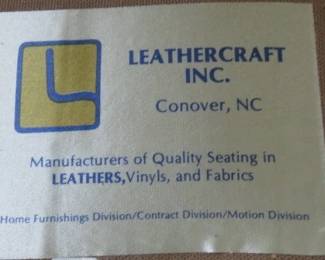 LEATHERCRAFT
INC.
Conover, NC
Manufacturers of Quality Seating in
LEATHERS,Vinyls, and Fabrics
Home Furnishings Division/Contract Division/Motion Division